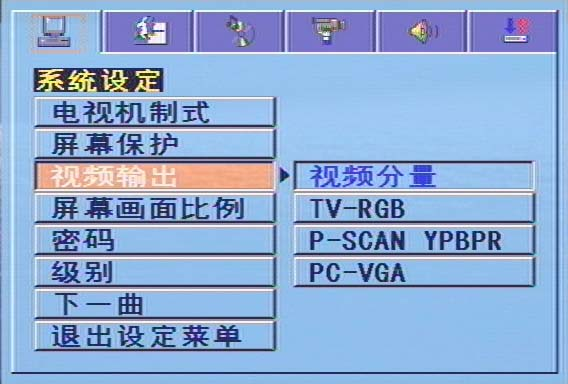 系统设定
电视机制式
屏幕保护
视频输出
视频分量
屏幕画面比例
TV-RGB
密码
P-SCAN YPBPR
级别
PC-VGA
下一曲
退出设定菜单